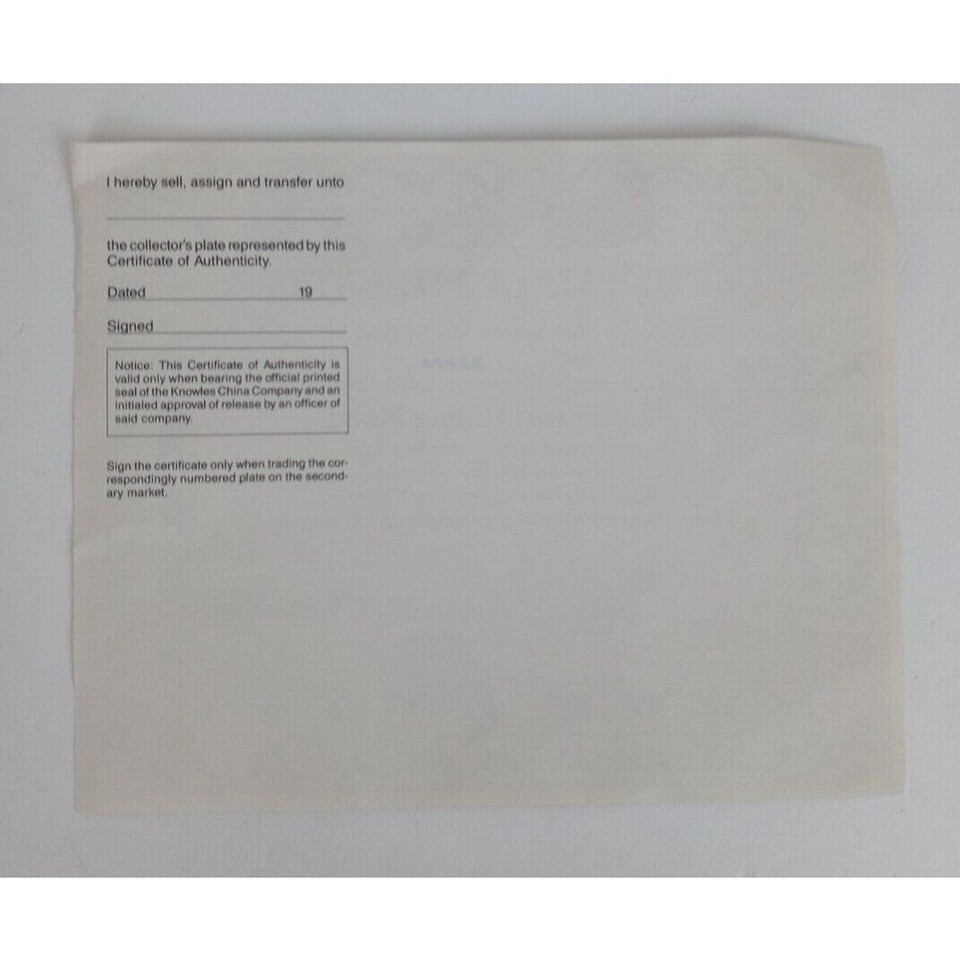 I hereby sell, assign and transfer unto
the collector's plate represented by this
Certificate of Authenticity.
Dated 19
Signed
Notice: This Certificate of Authenticity is
valid only when bearing the official printed
seal of the Knowles China Company and an
initialed approval of release by an officer of
said company.
Sign the certificate only when trading the cor-
respondingly numbered plate on the second-
ary market.